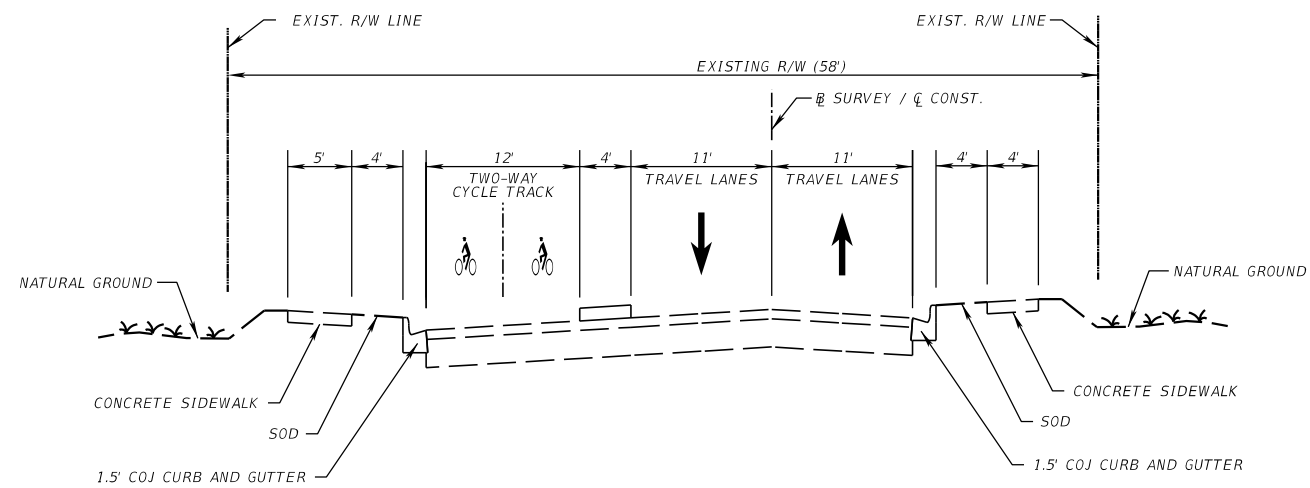 EXIST. R/W LINE
EXIST. R/W LINE
EXISTING R/W (58')
℄ SURVEY / ℄ CONST.
5'
4'
12'
4'
11'
11'
4'
4'
TWO-WAY
CYCLE TRACK
TRAVEL LANES
TRAVEL LANES
NATURAL GROUND
NATURAL GROUND
CONCRETE SIDEWALK
CONCRETE SIDEWALK
SOD
SOD
1.5' COJ CURB AND GUTTER
1.5' COJ CURB AND GUTTER